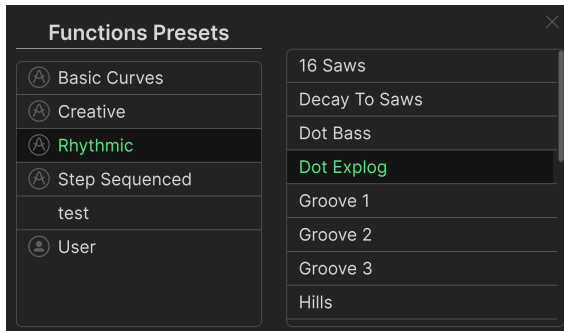 Functions Presets
Basic Curves
Creative
Rhythmic
Step Sequenced
test
User
16 Saws
Decay To Saws
Dot Bass
Dot Explog
Groove 1
Groove 2
Groove 3
Hills